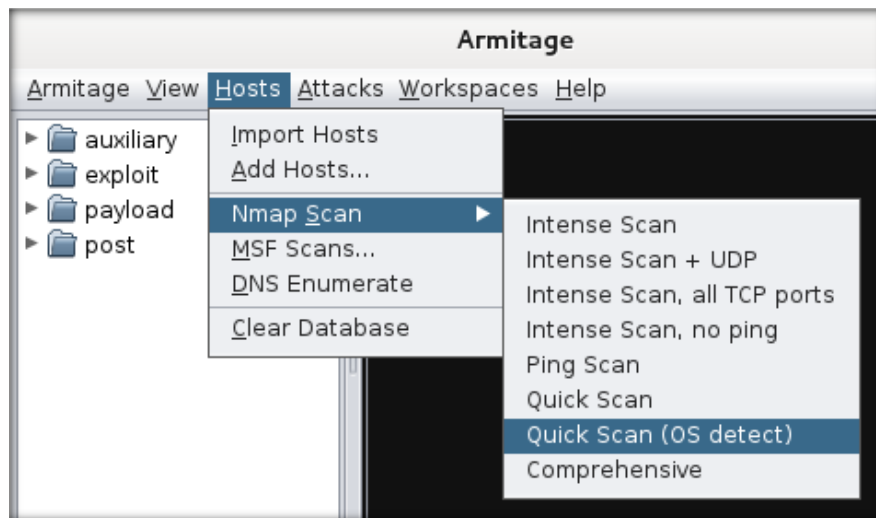 Armitage
Armitage View Hosts Attacks Workspaces Help
auxiliary
exploit
payload
post
Import Hosts
Add Hosts...
Nmap Scan
MSF Scans...
DNS Enumerate
Clear Database
Intense Scan
Intense Scan + UDP
Intense Scan, all TCP ports
Intense Scan, no ping
Ping Scan
Quick Scan
Quick Scan (OS detect)
Comprehensive